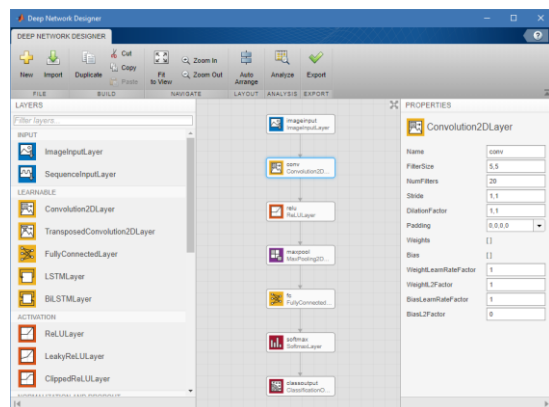 Deep Network Designer
DEEP NETWORK DESIGNER
?
New
Import
Duplicate
Cut
Copy
Paste
Fit to View
Zoom In
Zoom Out
Auto Arrange
Analyze
Export
FILE
BUILD
NAVIGATE
LAYOUT
ANALYSIS
EXPORT
LAYERS
Filter layers...
INPUT
ImageInputLayer
SequenceInputLayer
LEARNABLE
Convolution2DLayer
TransposedConvolution2DLayer
FullyConnectedLayer
LSTMLayer
BiLSTMLayer
ACTIVATION
ReLULayer
LeakyReLULayer
ClippedReLULayer
NORMALIZATION AND DROPOUT
imageinput
ImageInputLayer
conv
Convolution2D...
relu
ReLULayer
maxpool
MaxPooling2D...
fc
FullyConnected...
softmax
SoftmaxLayer
classoutput
ClassificationO...
PROPERTIES
Convolution2DLayer
Name conv
FilterSize 5,5
NumFilters 20
Stride 1,1
DilationFactor 1,1
Padding 0,0,0,0
Weights []
Bias []
WeightLearnRateFactor 1
WeightL2Factor 1
BiasLearnRateFactor 1
BiasL2Factor 0